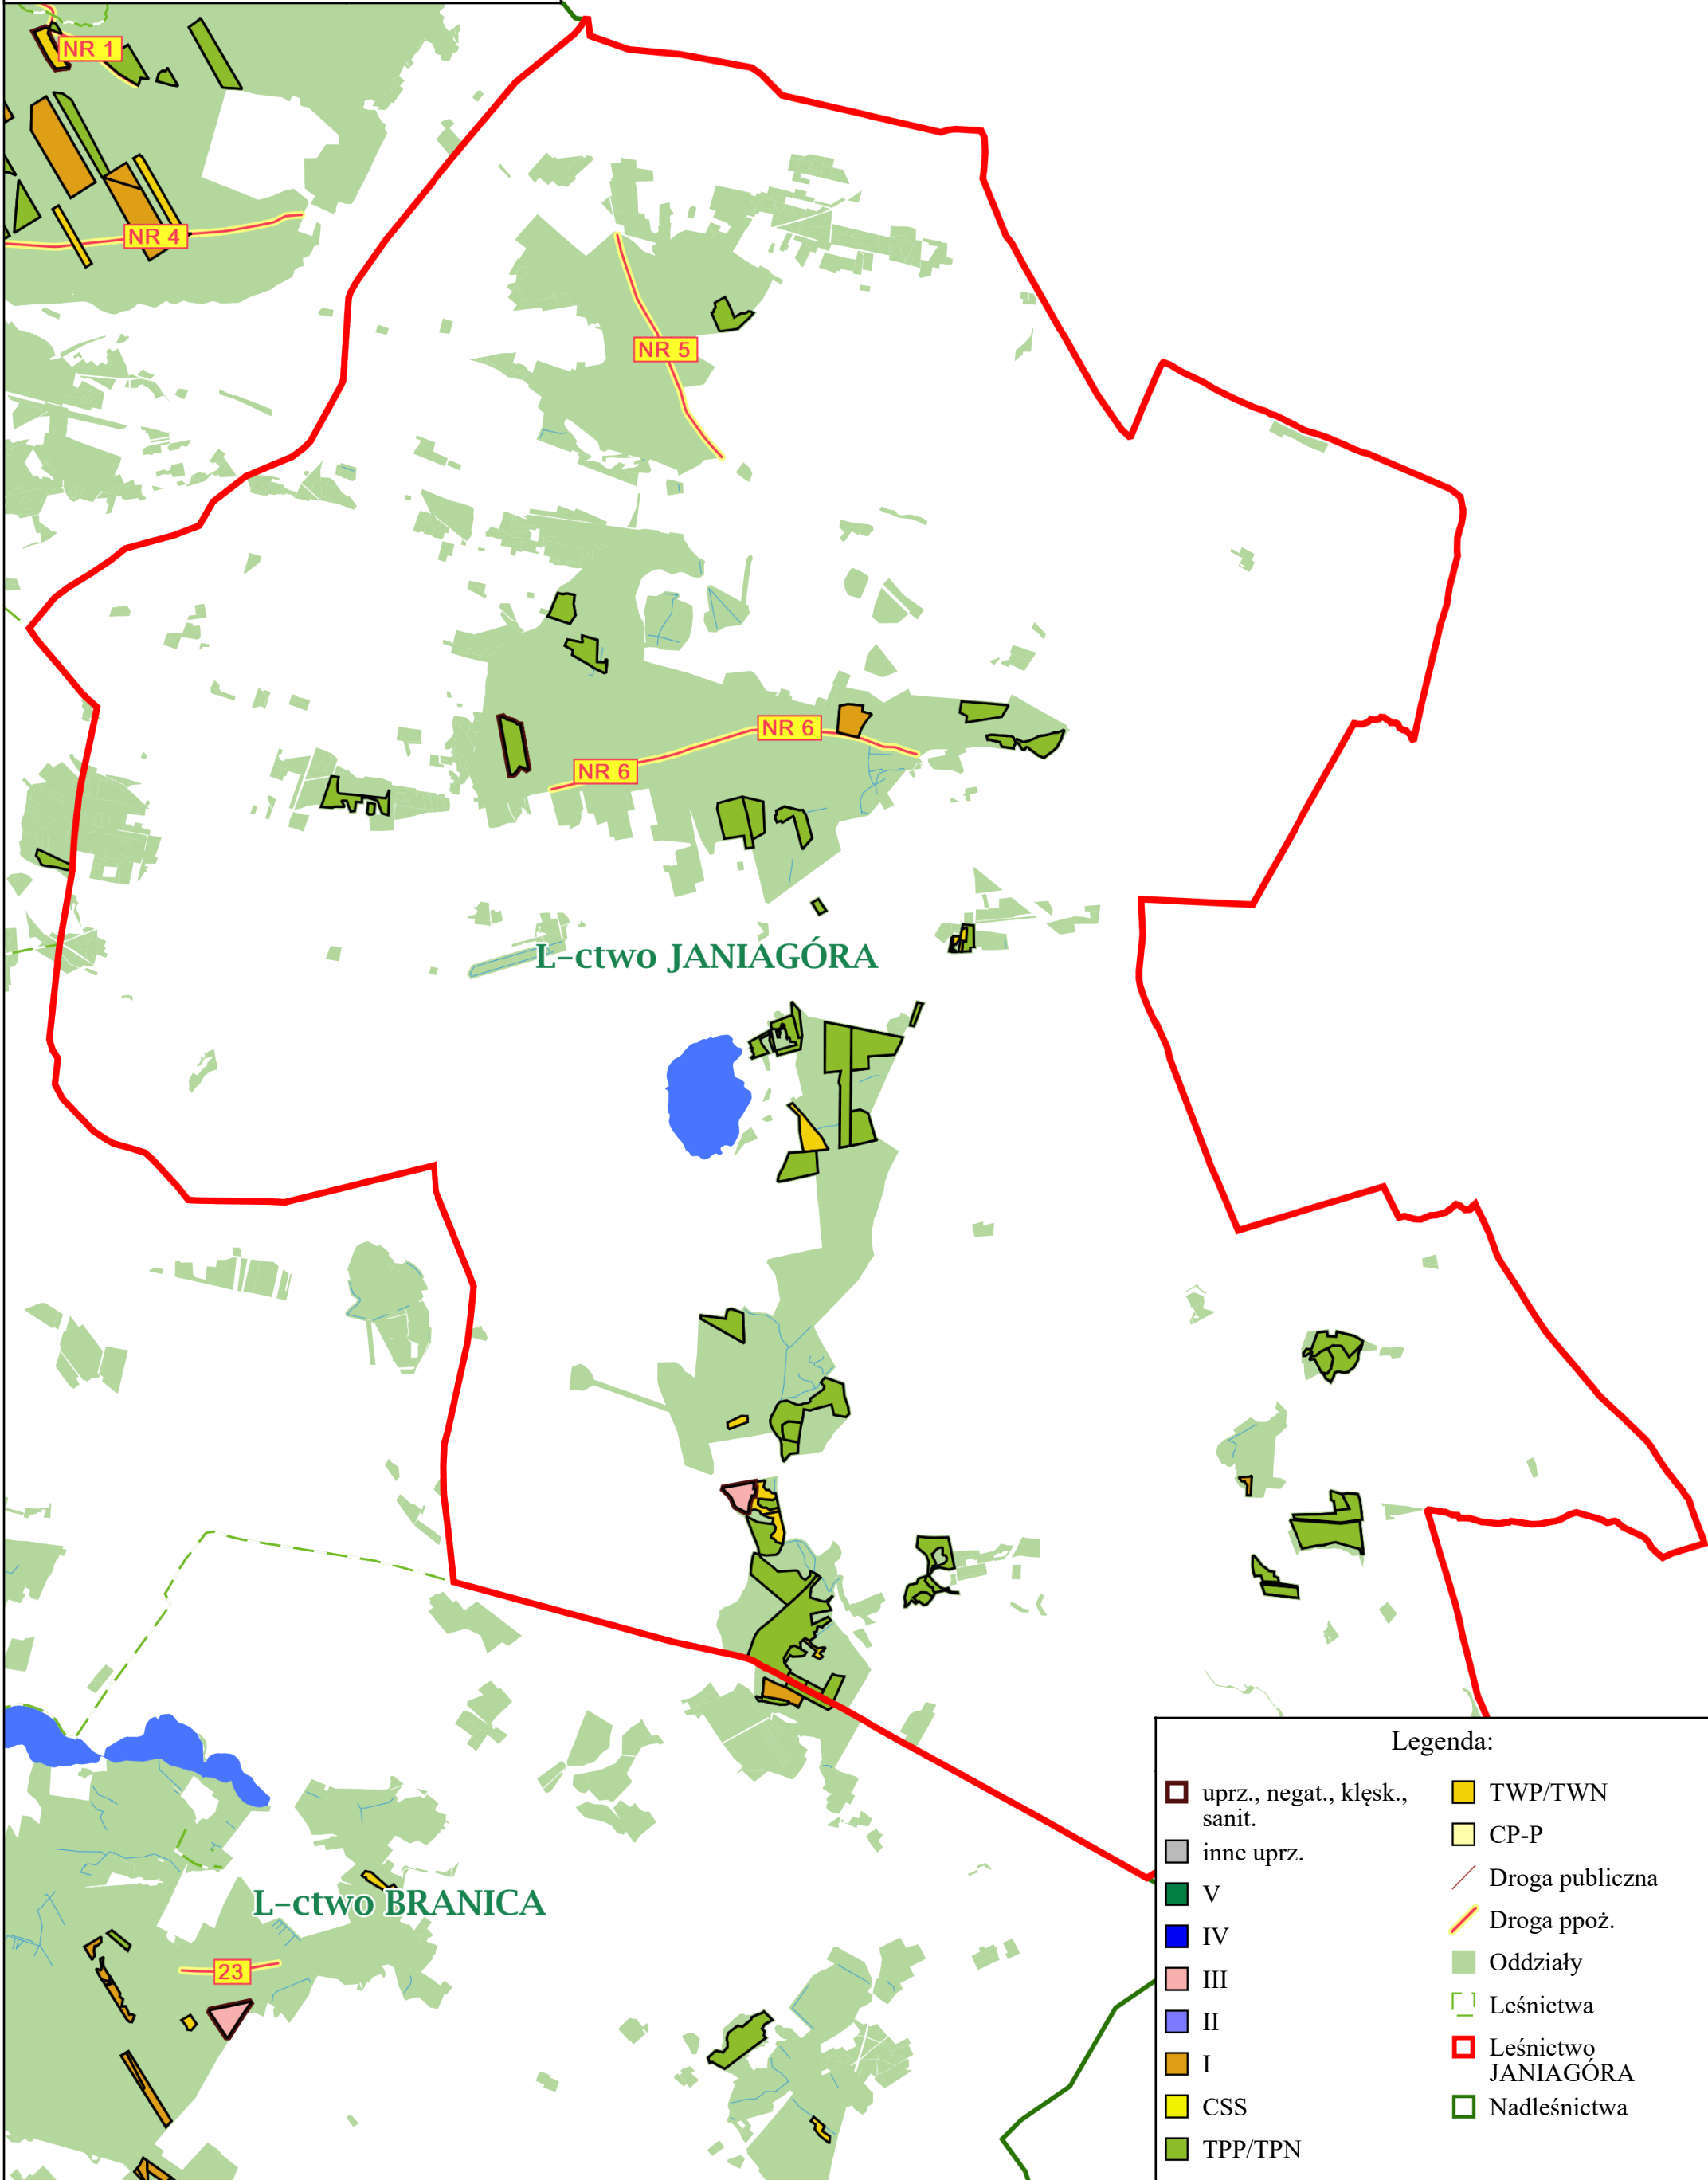 NR 1
NR 4
NR 5
NR 6
NR 6
L-ctwo JANIAGÓRA
L-ctwo BRANICA
23
Legenda:
uprz., negat., klęsk.,
sanit.
inne uprz.
V
IV
III
II
I
CSS
TPP/TPN
TWP/TWN
CP-P
Droga publiczna
Droga ppoż.
Oddziały
Leśnictwa
Leśnictwo
JANIAGÓRA
Nadleśnictwa